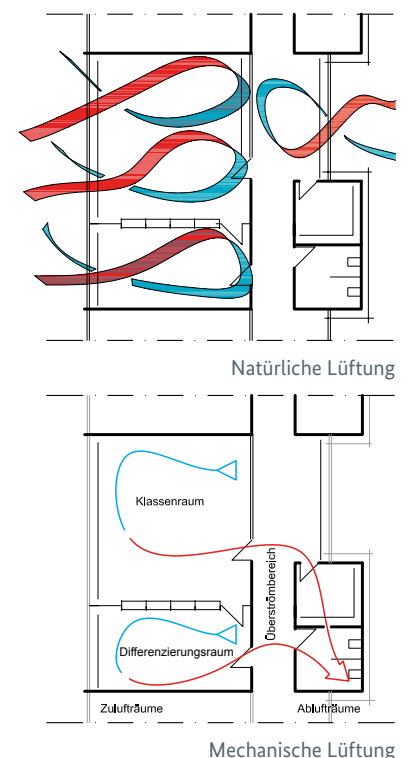 Natürliche Lüftung
Klassenraum
Überströmbereich
Differenzierungsraum
Zulufträume
Ablufträume
Mechanische Lüftung